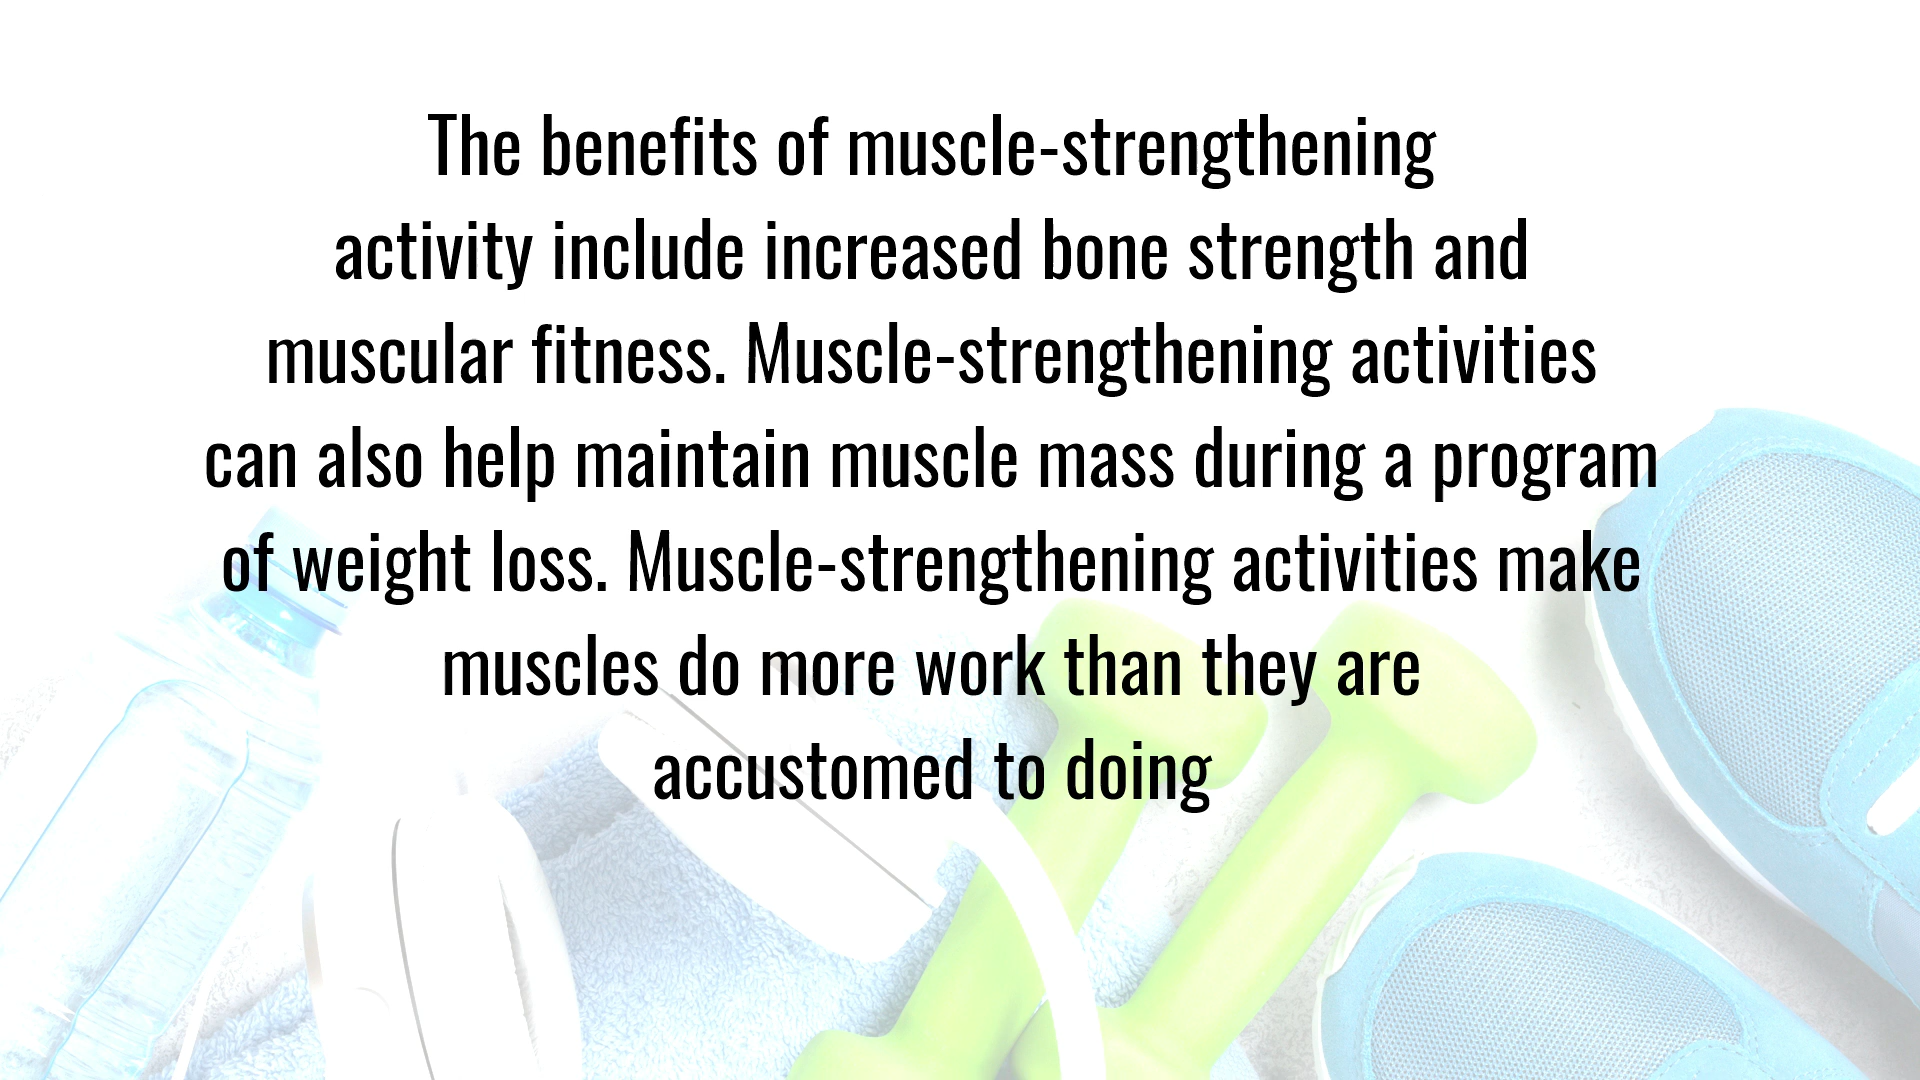 The benefits of muscle-strengthening
activity include increased bone strength and
muscular fitness. Muscle-strengthening activities
can also help maintain muscle mass during a program
of weight loss. Muscle-strengthening activities make
muscles do more work than they are
accustomed to doing